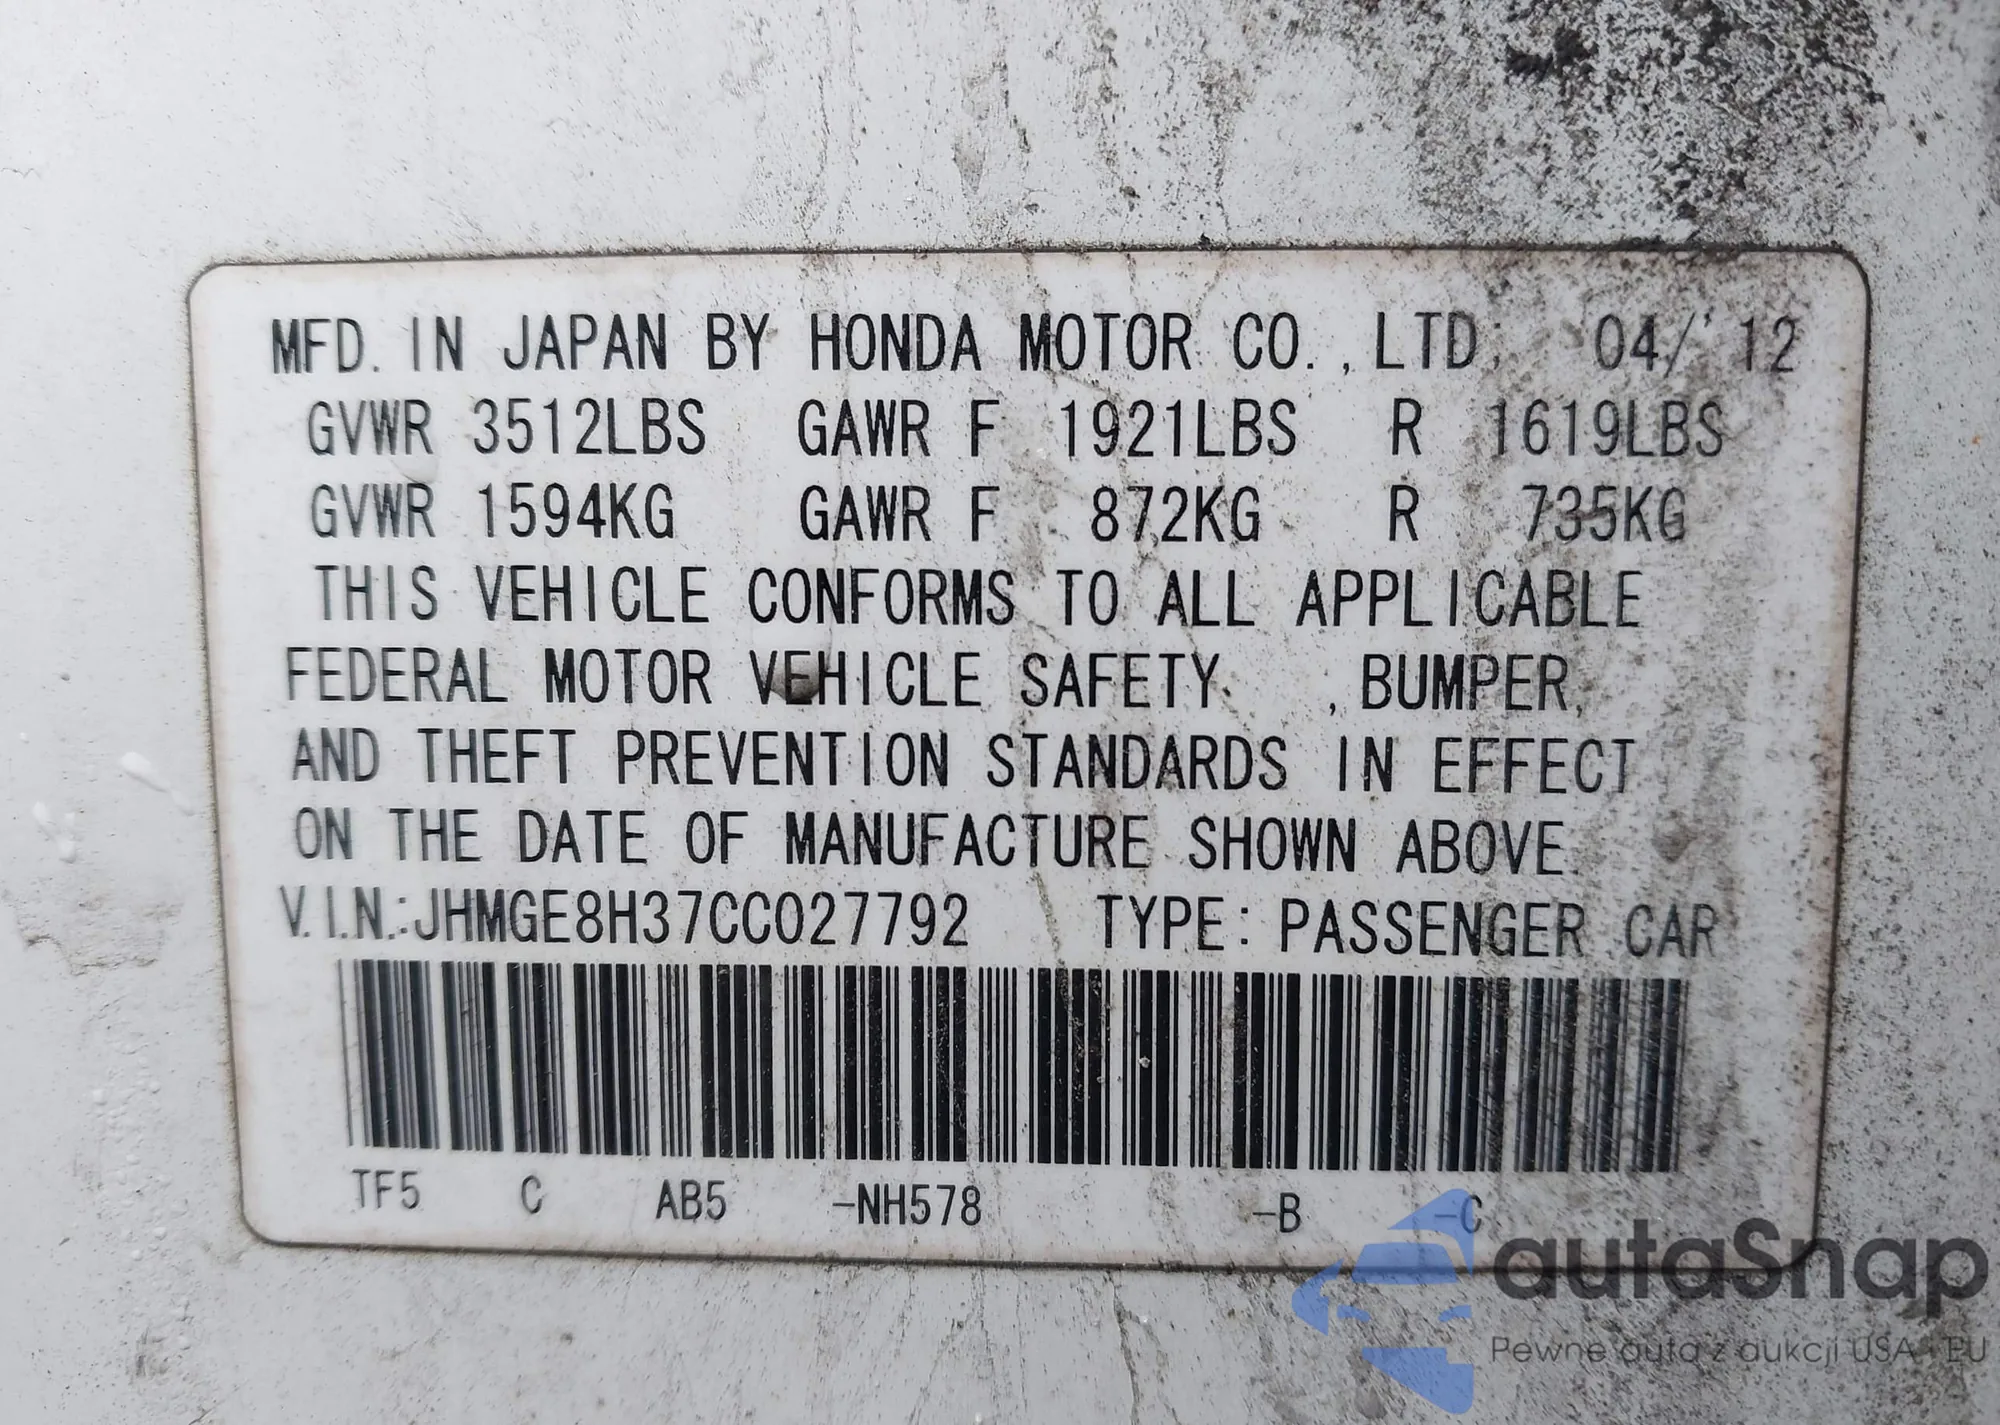 MFD. IN JAPAN BY HONDA MOTOR CO.,LTD. 04/'12
GVWR 3512LBS GAWR F 1921LBS R 1619LBS
GVWR 1594KG GAWR F 872KG R 735KG
THIS VEHICLE CONFORMS TO ALL APPLICABLE
FEDERAL MOTOR VEHICLE SAFETY ,BUMPER,
AND THEFT PREVENTION STANDARDS IN EFFECT
ON THE DATE OF MANUFACTURE SHOWN ABOVE.
V.I.N.:JHMGE8H37CC027792 TYPE: PASSENGER CAR
TF5 C AB5 -NH578 -B -C
autaSnap
Pewne auta z aukcji USA i EU